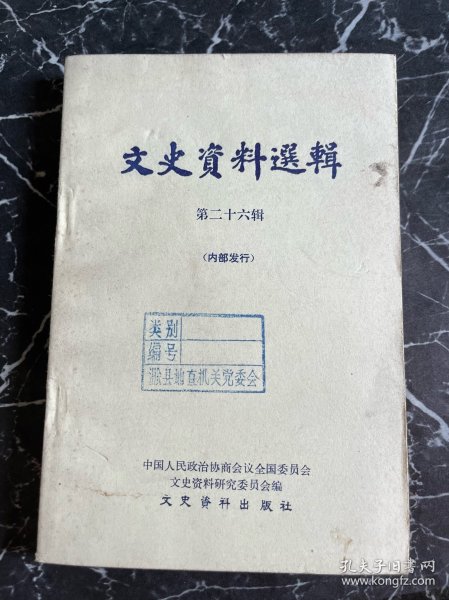 文史資料選輯
第二十六辑
（内部发行）
类别
编号
滁县地直机关党委会
中国人民政治协商会议全国委员会
文史资料研究委员会编
文史资料出版社
孔夫子旧书网
www.kongfz.com